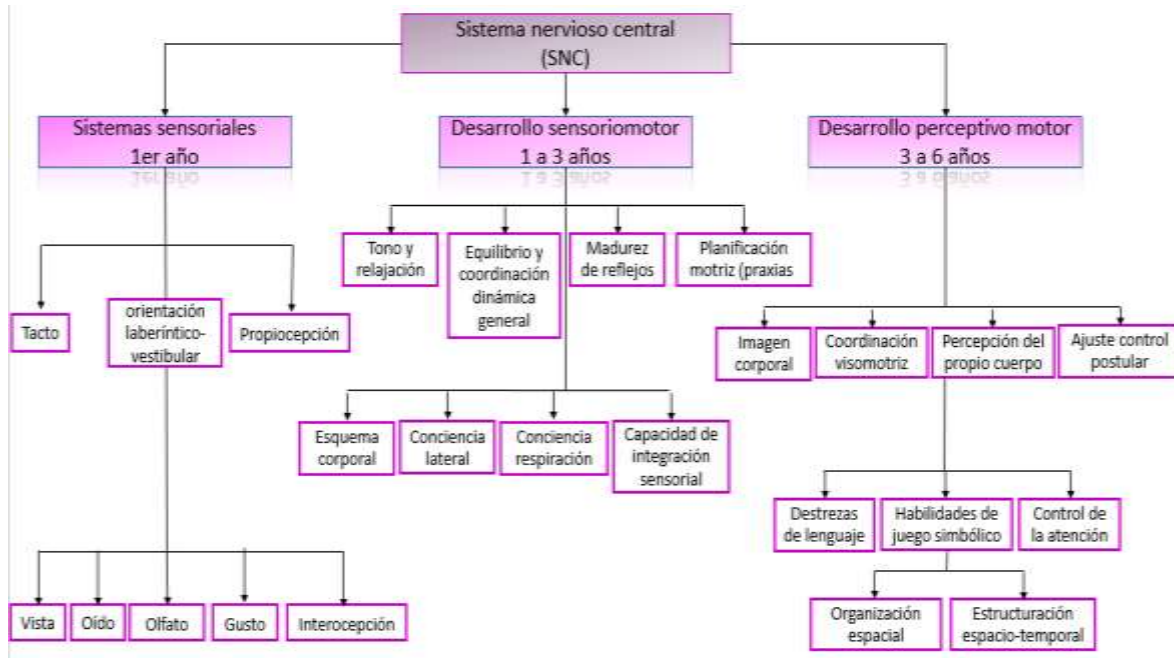 Sistema nervioso central
(SNC)
Sistemas sensoriales
1er año
Desarrollo sensoriomotor
1 a 3 años
Desarrollo perceptivo motor
3 a 6 años
Tacto
orientación
laberíntico-
vestibular
Propiocepción
Vista
Oído
Olfato
Gusto
Interocepción
Tono y
relajación
Equilibrio y
coordinación
dinámica
general
Madurez
de reflejos
Planificación
motriz (praxias
Esquema
corporal
Conciencia
lateral
Conciencia
respiración
Capacidad de
integración
sensorial
Imagen
corporal
Coordinación
visomotriz
Percepción del
propio cuerpo
Ajuste control
postular
Destrezas
de lenguaje
Habilidades de
juego simbólico
Control de
la atención
Organización
espacial
Estructuración
espacio-temporal